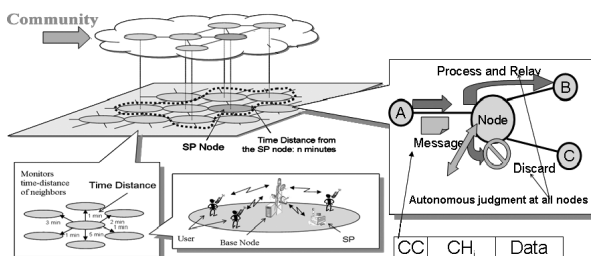 Community
SP Node
Time Distance from
the SP node: n minutes
Monitors
time-distance
of neighbors
Time Distance
3 min
1 min
2 min
1 min
1 min
5 min
User
Base Node
SP
Process and Relay
A
B
Node
Message
C
Discard
Autonomous judgment at all nodes
CC CHi Data